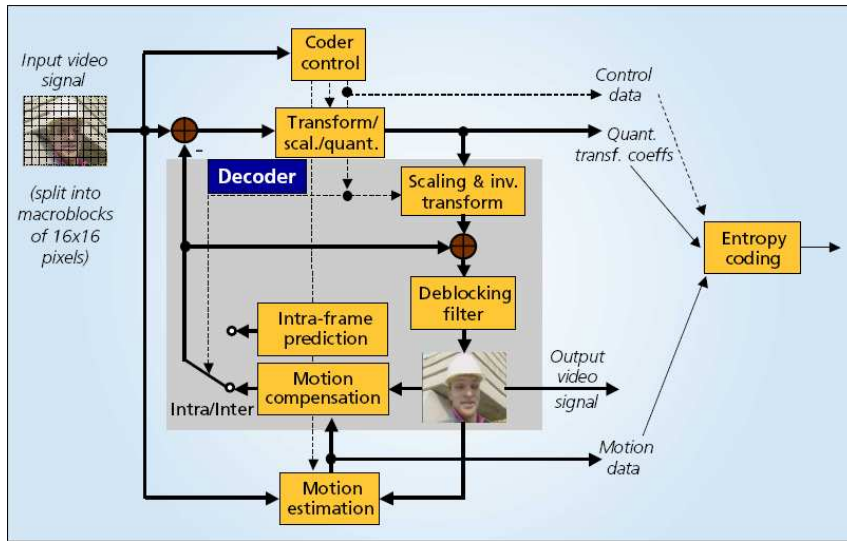 Input video
signal
(split into
macroblocks
of 16x16
pixels)
Coder
control
Control
data
Transform/
scal./quant.
Quant.
transf. coeffs
-
Decoder
Scaling & inv.
transform
Entropy
coding
Deblocking
filter
Intra-frame
prediction
Output
video
signal
Motion
compensation
Intra/Inter
Motion
data
Motion
estimation